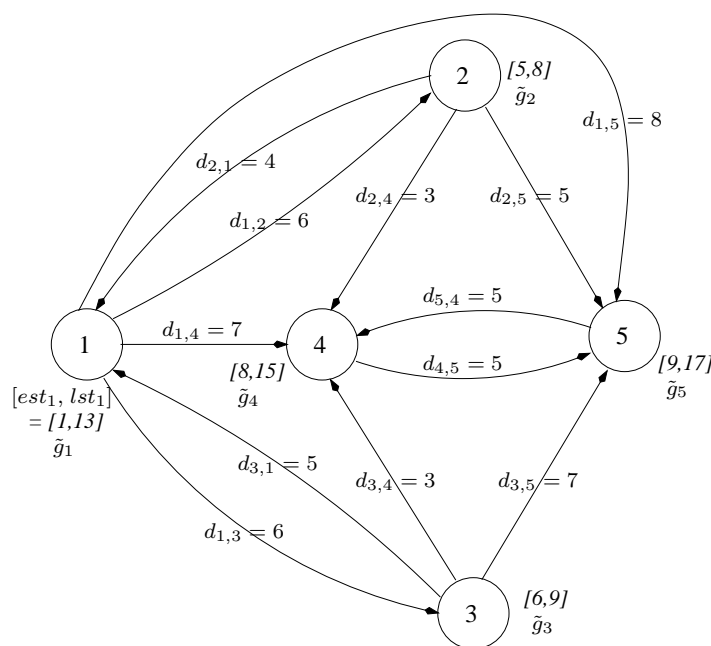 2
[5,8]
g̃₂
d₁,₅ = 8
d₂,₁ = 4
d₁,₂ = 6
d₂,₄ = 3
d₂,₅ = 5
d₅,₄ = 5
d₁,₄ = 7
d₄,₅ = 5
1
4
5
[est₁, lst₁]
= [1,13]
g̃₁
[8,15]
g̃₄
[9,17]
g̃₅
d₃,₁ = 5
d₃,₄ = 3
d₃,₅ = 7
d₁,₃ = 6
3
[6,9]
g̃₃